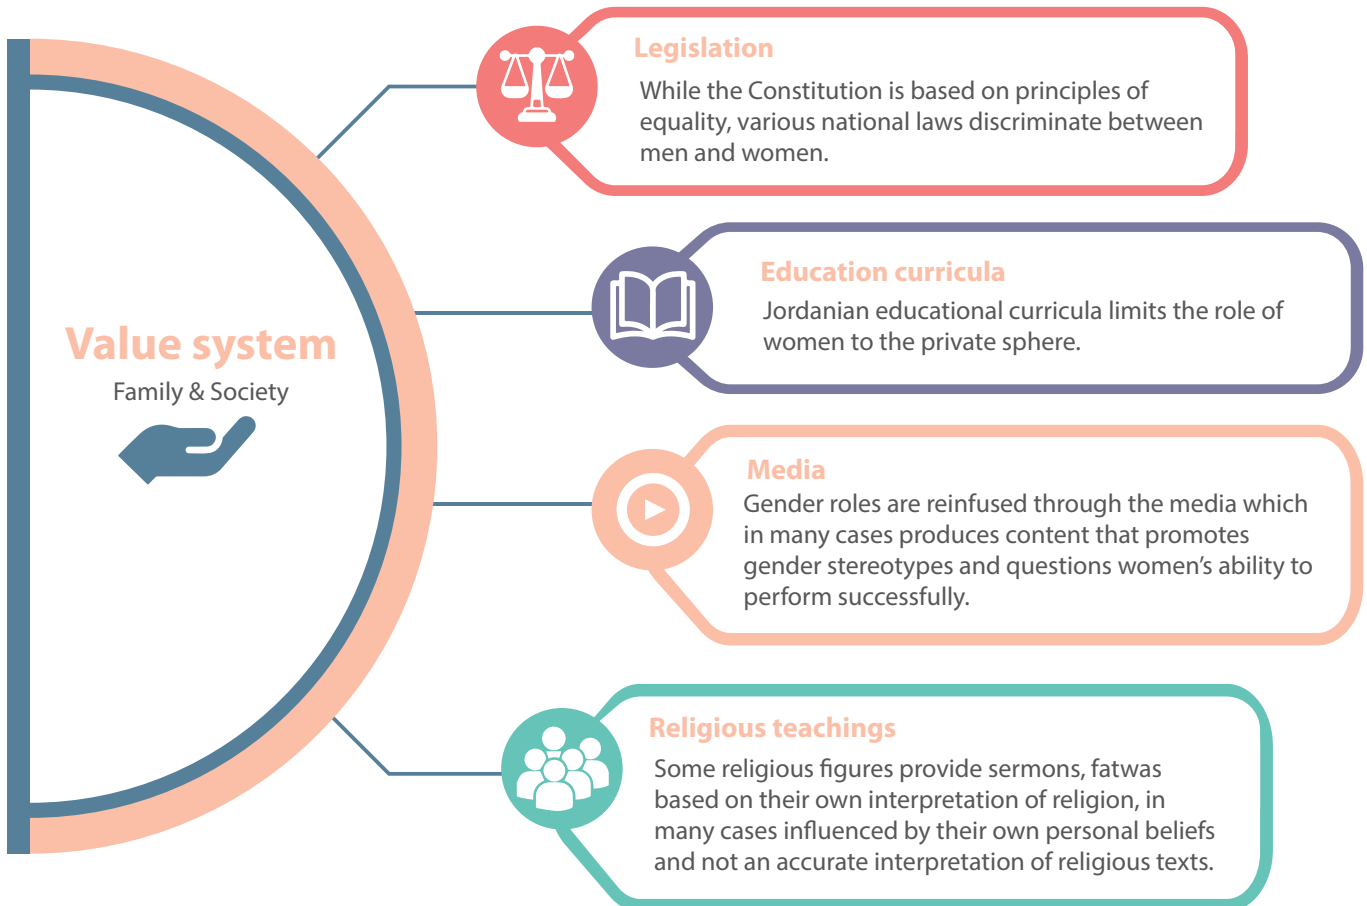 Value system
Family & Society
Legislation
While the Constitution is based on principles of
equality, various national laws discriminate between
men and women.
Education curricula
Jordanian educational curricula limits the role of
women to the private sphere.
Media
Gender roles are reinfused through the media which
in many cases produces content that promotes
gender stereotypes and questions women’s ability to
perform successfully.
Religious teachings
Some religious figures provide sermons, fatwas
based on their own interpretation of religion, in
many cases influenced by their own personal beliefs
and not an accurate interpretation of religious texts.